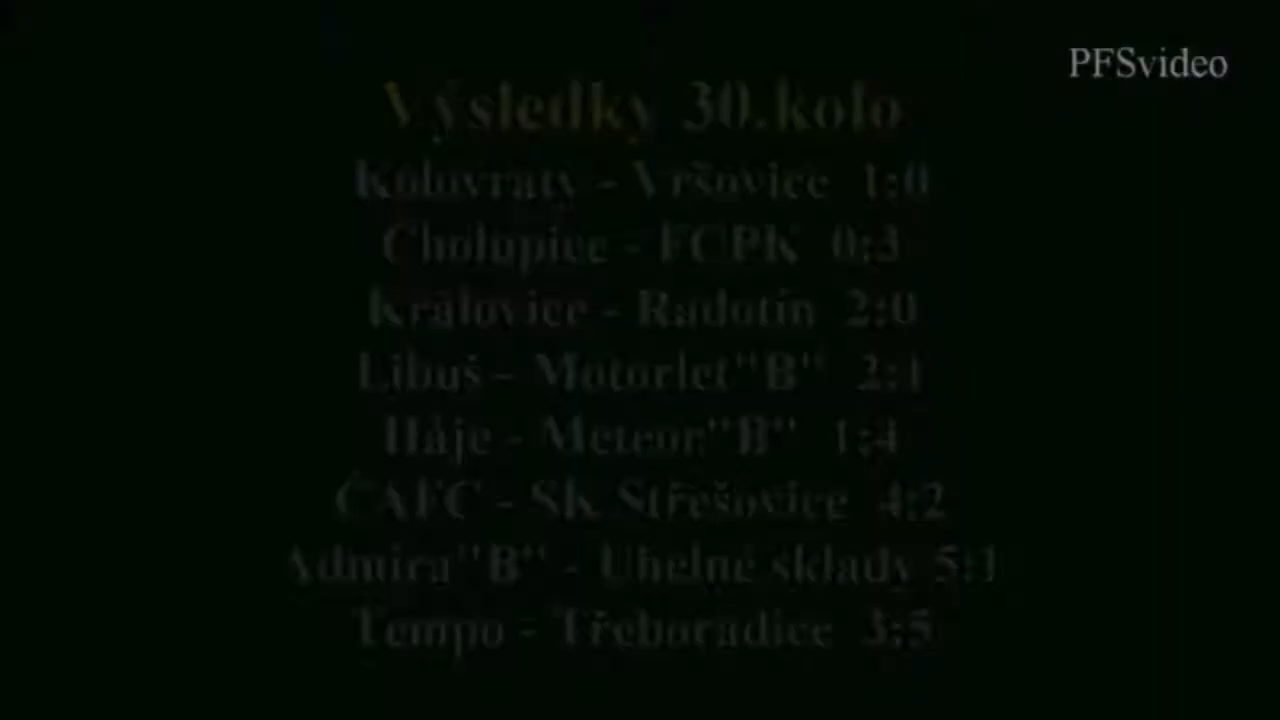 PFSvideo
Výsledky 30.kolo
Kolovraty - Vršovice 1:0
Cholupice - FCPK 0:3
Královice - Radotín 2:0
Libuš - Motorlet"B" 2:1
Háje - Meteor"B" 1:4
ČAFC - SK Střešovice 4:2
Admira"B" - Uhelné sklady 5:1
Tempo - Třeboradice 3:5